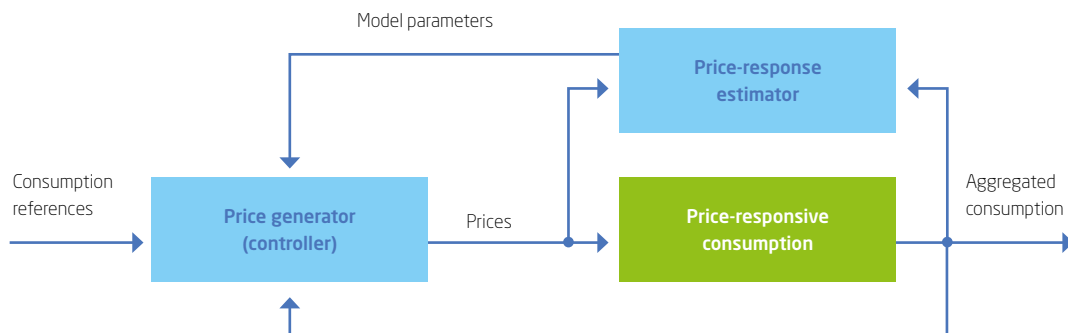 Model parameters
Price-response
estimator
Consumption
references
Price generator
(controller)
Prices
Price-responsive
consumption
Aggregated
consumption